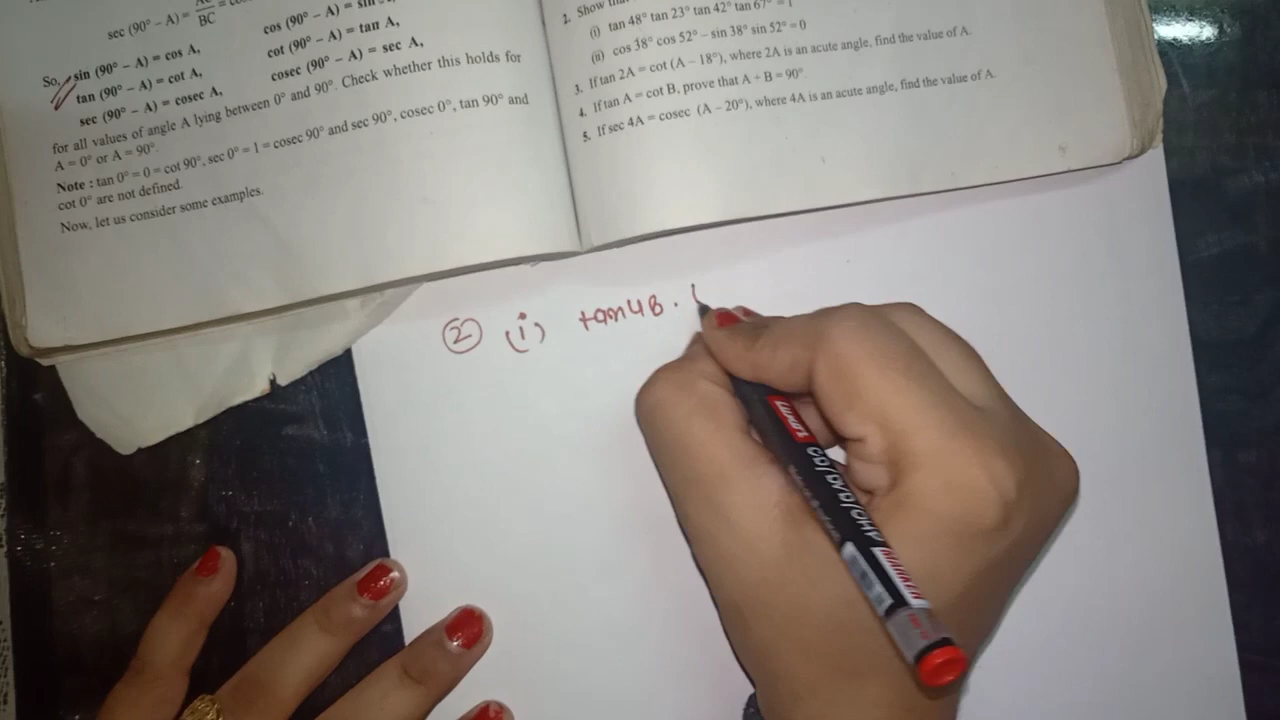 sec (90° – A) =
BC
So, sin (90° – A) = cos A,
cos (90° – A) =
tan (90° – A) = cot A,
cot (90° – A) = tan A,
sec (90° – A) = cosec A,
cosec (90° – A) = sec A,
for all values of angle A lying between 0° and 90°. Check whether this holds for
A = 0° or A = 90°.
Note : tan 0° = 0 = cot 90°, sec 0° = 1 = cosec 90° and sec 90°, cosec 0°, tan 90° and
cot 0° are not defined.
Now, let us consider some examples.
2. Show
(i) tan 48° tan 23° tan 42° tan 67° = 1
(ii) cos 38° cos 52° – sin 38° sin 52° = 0
3. If tan 2A = cot (A – 18°), where 2A is an acute angle, find the value of A.
4. If tan A = cot B, prove that A + B = 90°.
5. If sec 4A = cosec (A – 20°), where 4A is an acute angle, find the value of A.
2 (i) tan48 .
Luxor
CD/DVD/OHP
MARKER